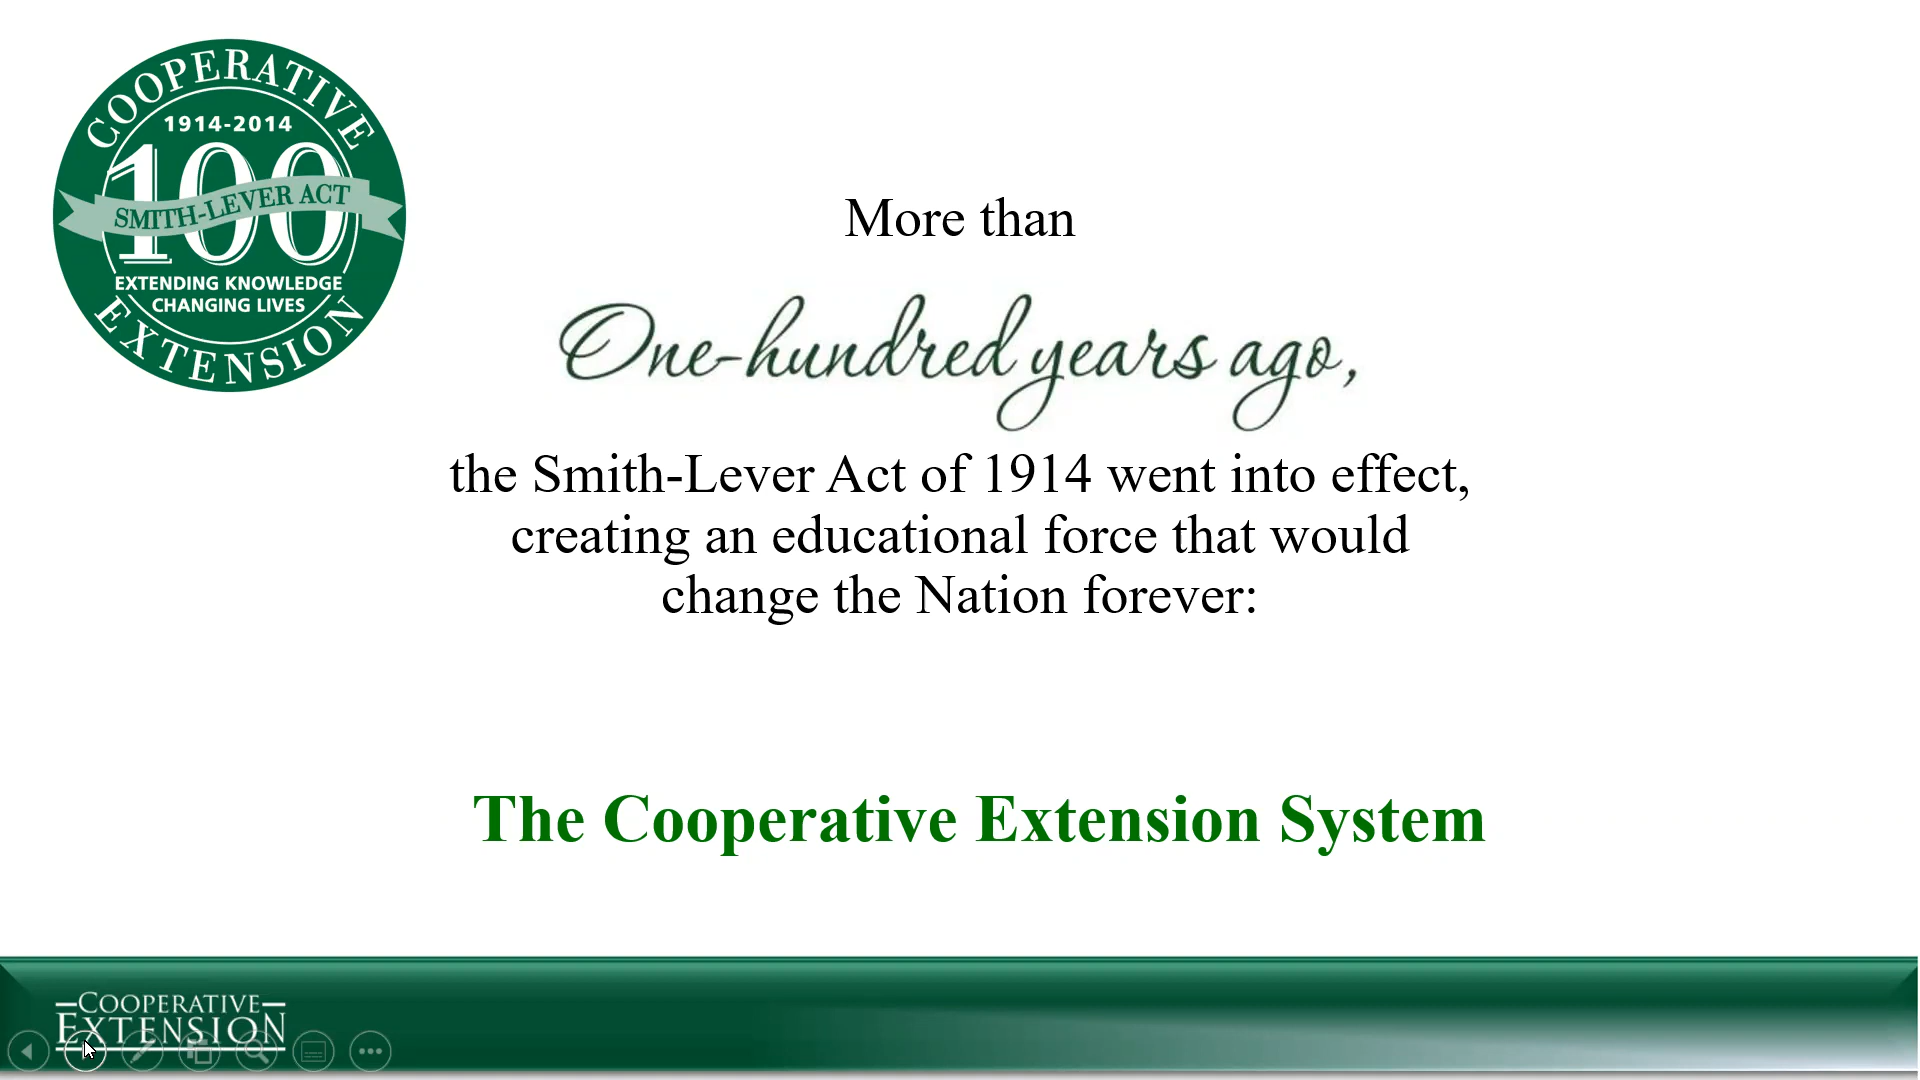 COOPERATIVE
1914-2014
100
SMITH-LEVER ACT
EXTENDING KNOWLEDGE
CHANGING LIVES
EXTENSION
More than
One-hundred years ago,
the Smith-Lever Act of 1914 went into effect,
creating an educational force that would
change the Nation forever:
The Cooperative Extension System
COOPERATIVE
EXTENSION